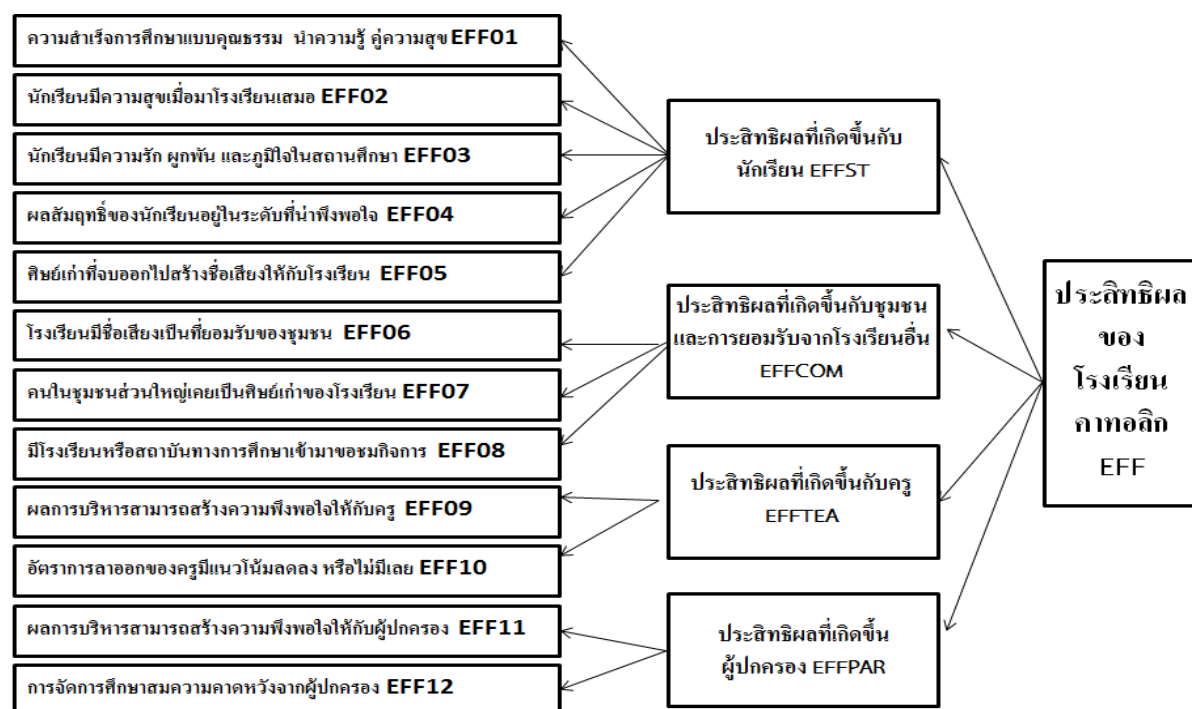 ความสำเร็จการศึกษาแบบคุณธรรม นำความรู้ คู่ความสุข EFF01
นักเรียนมีความสุขเมื่อมาโรงเรียนเสมอ EFF02
นักเรียนมีความรัก ผูกพัน และภูมิใจในสถานศึกษา EFF03
ผลสัมฤทธิ์ของนักเรียนอยู่ในระดับที่น่าพึงพอใจ EFF04
ศิษย์เก่าที่จบออกไปสร้างชื่อเสียงให้กับโรงเรียน EFF05
โรงเรียนมีชื่อเสียงเป็นที่ยอมรับของชุมชน EFF06
คนในชุมชนส่วนใหญ่เคยเป็นศิษย์เก่าของโรงเรียน EFF07
มีโรงเรียนหรือสถาบันทางการศึกษาเข้ามาขอชมกิจการ EFF08
ผลการบริหารสามารถสร้างความพึงพอใจให้กับครู EFF09
อัตราการลาออกของครูมีแนวโน้มลดลง หรือไม่มีเลย EFF10
ผลการบริหารสามารถสร้างความพึงพอใจให้กับผู้ปกครอง EFF11
การจัดการศึกษาสมความคาดหวังจากผู้ปกครอง EFF12
ประสิทธิผลที่เกิดขึ้นกับ
นักเรียน EFFST
ประสิทธิผลที่เกิดขึ้นกับชุมชน
และการยอมรับจากโรงเรียนอื่น
EFFCOM
ประสิทธิผลที่เกิดขึ้นกับครู
EFFTEA
ประสิทธิผลที่เกิดขึ้น
ผู้ปกครอง EFFPAR
ประสิทธิผล
ของ
โรงเรียน
คาทอลิก
EFF